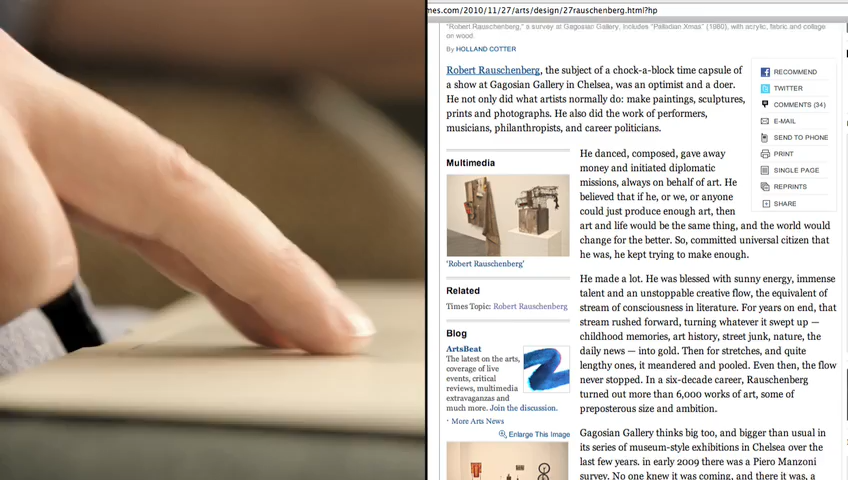 mes.com/2010/11/27/arts/design/27rauschenberg.html?hp
"Robert Rauschenberg," a survey at Gagosian Gallery, includes "Palladian Xmas" (1980), with acrylic, fabric and collage
on wood.
By HOLLAND COTTER
Robert Rauschenberg, the subject of a chock-a-block time capsule of
a show at Gagosian Gallery in Chelsea, was an optimist and a doer.
He not only did what artists normally do: make paintings, sculptures,
prints and photographs. He also did the work of performers,
musicians, philanthropists, and career politicians.
RECOMMEND
TWITTER
COMMENTS (34)
E-MAIL
SEND TO PHONE
PRINT
SINGLE PAGE
REPRINTS
SHARE
Multimedia
'Robert Rauschenberg'
Related
Times Topic: Robert Rauschenberg
Blog
ArtsBeat
The latest on the arts,
coverage of live
events, critical
reviews, multimedia
extravaganzas and
much more. Join the discussion.
· More Arts News
Enlarge This Image
He danced, composed, gave away
money and initiated diplomatic
missions, always on behalf of art. He
believed that if he, or we, or anyone
could just produce enough art, then
art and life would be the same thing, and the world would
change for the better. So, committed universal citizen that
he was, he kept trying to make enough.
He made a lot. He was blessed with sunny energy, immense
talent and an unstoppable creative flow, the equivalent of
stream of consciousness in literature. For years on end, that
stream rushed forward, turning whatever it swept up —
childhood memories, art history, street junk, nature, the
daily news — into gold. Then for stretches, and quite
lengthy ones, it meandered and pooled. Even then, the flow
never stopped. In a six-decade career, Rauschenberg
turned out more than 6,000 works of art, some of
preposterous size and ambition.
Gagosian Gallery thinks big too, and bigger than usual in
its series of museum-style exhibitions in Chelsea over the
last few years. in early 2009 there was a Piero Manzoni
survey. No one knew it was coming, and there it was, a